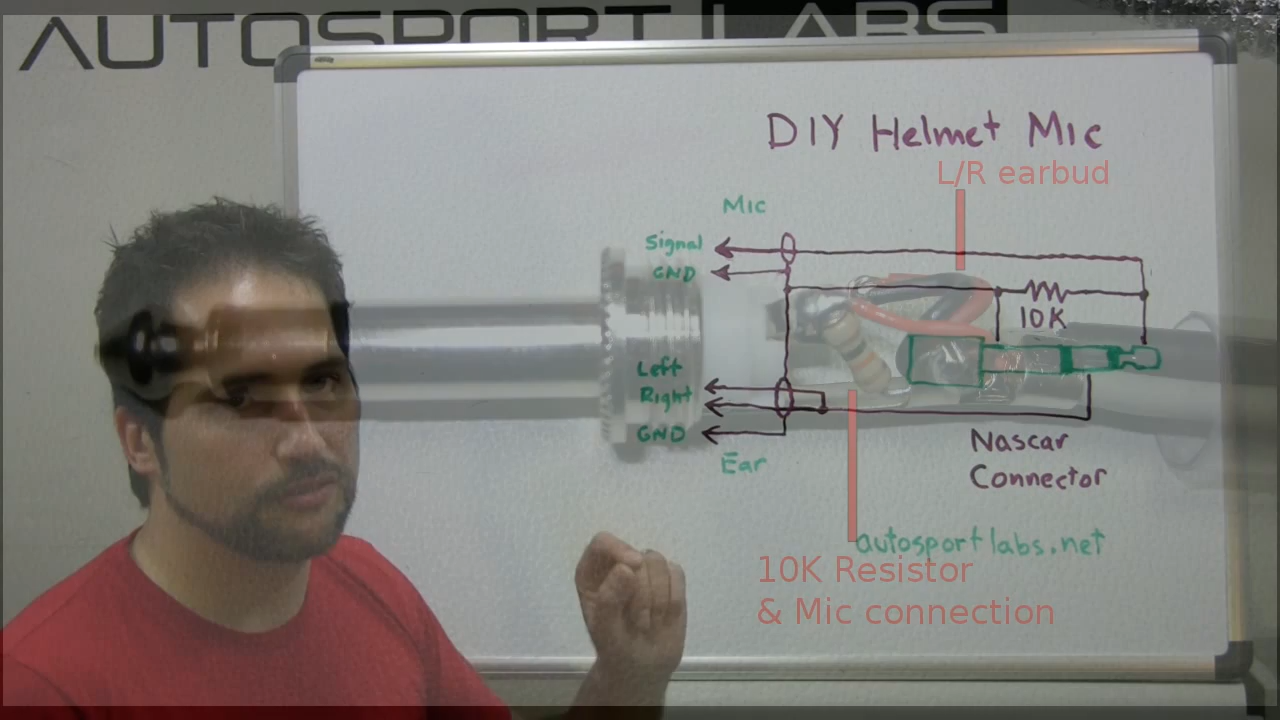 AUTOSPORT LABS
DIY Helmet Mic
L/R earbud
Mic
Signal
GND
10K
Left
Right
GND
Ear
Nascar
Connector
autosportlabs.net
10K Resistor
& Mic connection